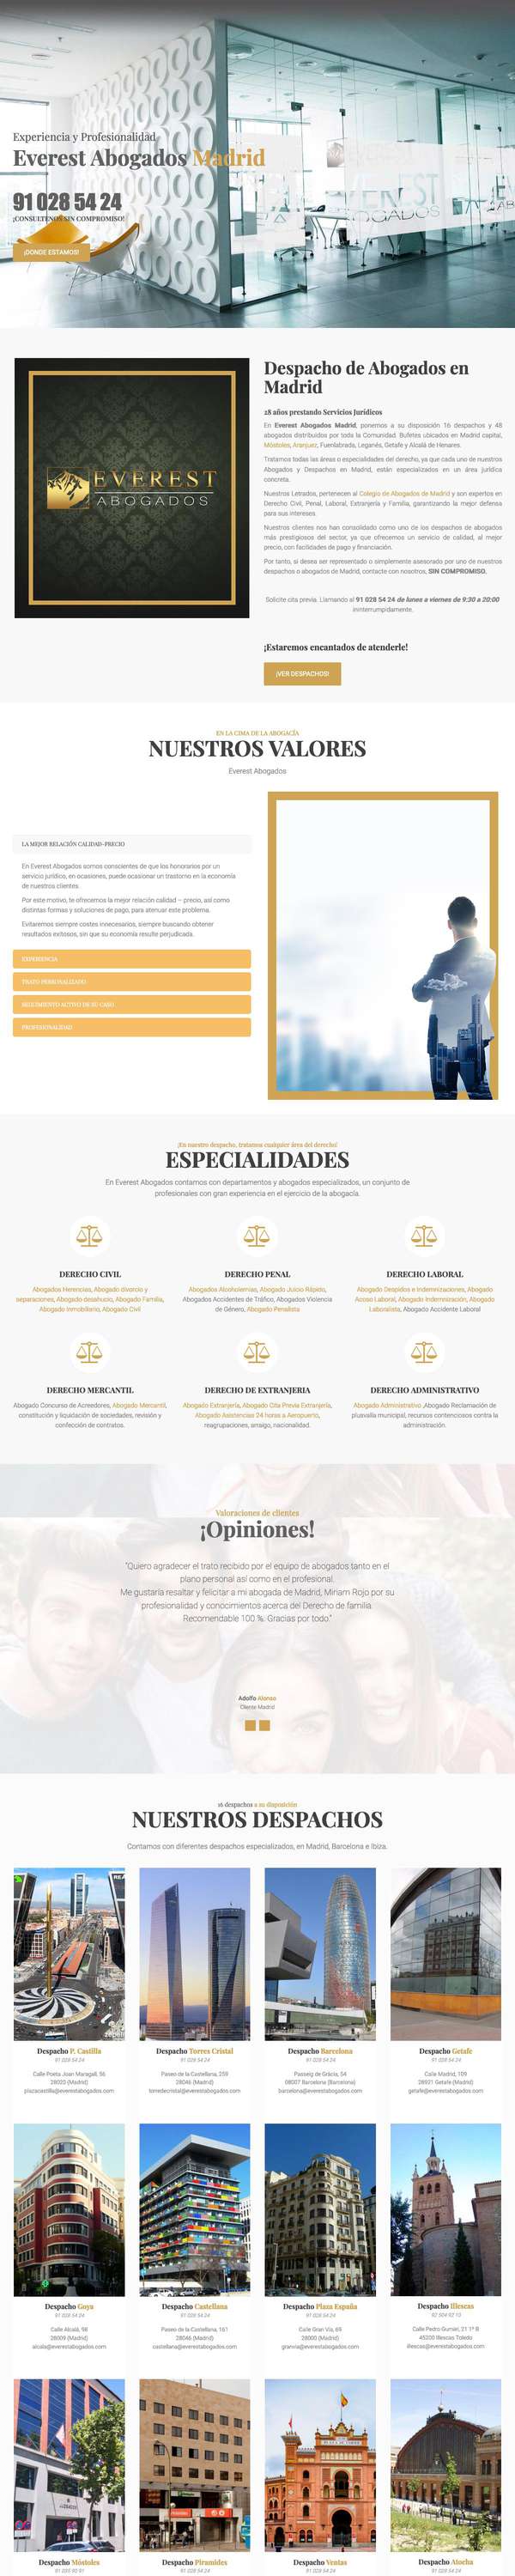 Experiencia y Profesionalidad
Everest Abogados Madrid
91 028 54 24
¡CONSULTENOS SIN COMPROMISO!
¡DONDE ESTAMOS!
EVEREST
ABOGADOS
Despacho de Abogados en
Madrid
28 años prestando Servicios Jurídicos
En Everest Abogados Madrid, ponemos a su disposición 16 despachos y 48
abogados distribuidos por toda la Comunidad. Bufetes ubicados en Madrid capital,
Móstoles, Aranjuez, Fuenlabrada, Leganés, Getafe y Alcalá de Henares.
Tratamos todas las áreas o especialidades del derecho, ya que cada uno de nuestros
Abogados y Despachos en Madrid, están especializados en un área jurídica
concreta.
Nuestros Letrados, pertenecen al Colegio de Abogados de Madrid y son expertos en
Derecho Civil, Penal, Laboral, Extranjería y Familia, garantizando la mejor defensa
para sus intereses.
Nuestros clientes nos han consolidado como uno de los despachos de abogados
más prestigiosos del sector, ya que ofrecemos un servicio de calidad, al mejor
precio, con facilidades de pago y financiación.
Por tanto, si desea ser representado o simplemente asesorado por uno de nuestros
despachos o abogados de Madrid, contacte con nosotros, SIN COMPROMISO.
Solicite cita previa. Llamando al 91 028 54 24 de lunes a viernes de 9:30 a 20:00
ininterrumpidamente.
¡Estaremos encantados de atenderle!
¡VER DESPACHOS!
EN LA CIMA DE LA ABOGACÍA
NUESTROS VALORES
Everest Abogados
LA MEJOR RELACIÓN CALIDAD-PRECIO
En Everest Abogados somos conscientes de que los honorarios por un
servicio jurídico, en ocasiones, puede ocasionar un trastorno en la economía
de nuestros clientes.
Por este motivo, te ofrecemos la mejor relación calidad – precio, así como
distintas formas y soluciones de pago, para atenuar este problema.
Evitaremos siempre costes innecesarios, siempre buscando obtener
resultados exitosos, sin que su economía resulte perjudicada.
EXPERIENCIA
TRATO PERSONALIZADO
SEGUIMIENTO ACTIVO DE SU CASO
PROFESIONALIDAD
¡En nuestro despacho, tratamos cualquier área del derecho!
ESPECIALIDADES
En Everest Abogados contamos con departamentos y abogados especializados, un conjunto de
profesionales con gran experiencia en el ejercicio de la abogacía.
DERECHO CIVIL
Abogados Herencias, Abogado divorcio y
separaciones, Abogado desahucio, Abogado Familia,
Abogado Inmobiliario, Abogado Civil
DERECHO PENAL
Abogados Alcoholemias, Abogado Juicio Rápido,
Abogados Accidentes de Tráfico, Abogados Violencia
de Género, Abogado Penalista
DERECHO LABORAL
Abogado Despidos e Indemnizaciones, Abogado
Acoso Laboral, Abogado Indemnización, Abogado
Laboralista, Abogado Accidente Laboral
DERECHO MERCANTIL
Abogado Concurso de Acreedores, Abogado Mercantil,
constitución y liquidación de sociedades, revisión y
confección de contratos.
DERECHO DE EXTRANJERIA
Abogado Extranjería, Abogado Cita Previa Extranjería,
Abogado Asistencias 24 horas a Aeropuerto,
reagrupaciones, arraigo, nacionalidad.
DERECHO ADMINISTRATIVO
Abogado Administrativo ,Abogado Reclamación de
plusvalía municipal, recursos contenciosos contra la
administración.
Valoraciones de clientes
¡Opiniones!
"Quiero agradecer el trato recibido por el equipo de abogados tanto en el
plano personal así como en el profesional.
Me gustaría resaltar y felicitar a mi abogada de Madrid, Miriam Rojo por su
profesionalidad y conocimientos acerca del Derecho de familia.
Recomendable 100 %. Gracias por todo."
Adolfo Alonso
Cliente Madrid
16 despachos a su disposición
NUESTROS DESPACHOS
Contamos con diferentes despachos especializados, en Madrid, Barcelona e Ibiza.
Despacho P. Castilla
91 028 54 24
Calle Poeta Joan Maragall, 56
28020 (Madrid)
plazacastilla@everestabogados.com
Despacho Torres Cristal
91 028 54 24
Paseo de la Castellana, 259
28046 (Madrid)
torredecristal@everestabogados.com
Despacho Barcelona
91 028 54 24
Passeig de Gràcia, 54
08007 Barcelona (Barcelona)
barcelona@everestabogados.com
Despacho Getafe
91 028 54 24
Calle Madrid, 109
28901 Getafe (Madrid)
getafe@everestabogados.com
Despacho Goya
91 028 54 24
Calle Alcalá, 98
28009 (Madrid)
alcala@everestabogados.com
Despacho Castellana
91 028 54 24
Paseo de la Castellana, 161
28046 (Madrid)
castellana@everestabogados.com
Despacho Plaza España
91 028 54 24
Calle Gran Vía, 69
28000 (Madrid)
granvia@everestabogados.com
Despacho Illescas
Calle Pedro Gumiel, 21 1º B
45200 Illescas Toledo
illescas@everestabogados.com
Despacho Móstoles
Despacho Piramides
91 028 54 24
Despacho Ventas
91 028 54 24
Despacho Atocha
91 028 54 24